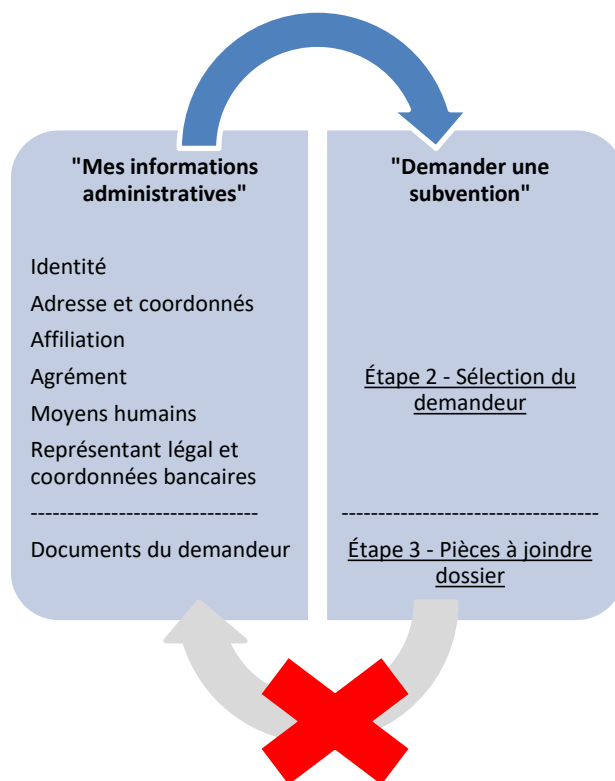 "Mes informations
administratives"
Identité
Adresse et coordonnés
Affiliation
Agrément
Moyens humains
Représentant légal et
coordonnées bancaires
------------------------------
Documents du demandeur
"Demander une
subvention"
Étape 2 - Sélection du
demandeur
----------------------------------
Étape 3 - Pièces à joindre
dossier